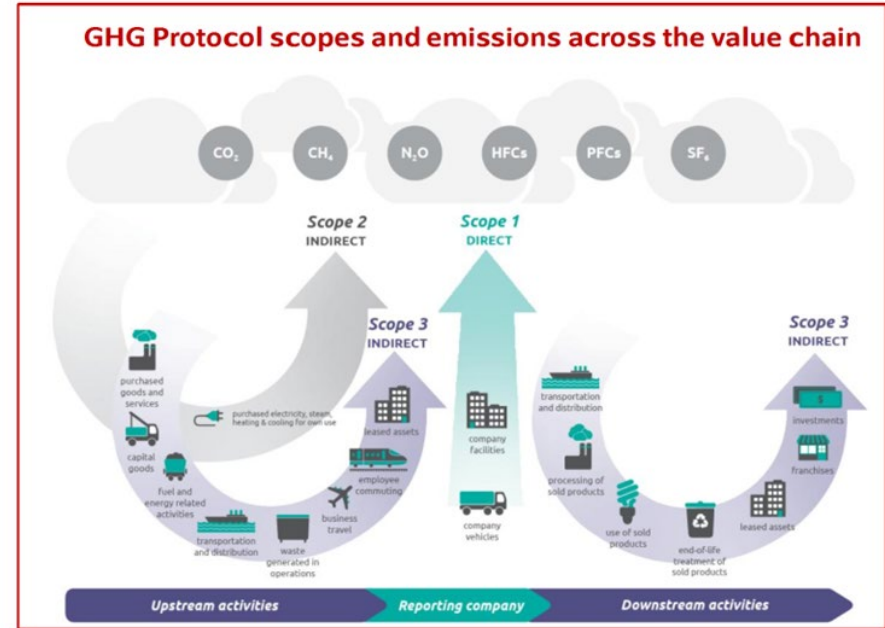 GHG Protocol scopes and emissions across the value chain
CO₂
CH₄
N₂O
HFCs
PFCs
SF₆
Scope 2
INDIRECT
Scope 1
DIRECT
Scope 3
INDIRECT
Scope 3
INDIRECT
purchased
goods and
services
capital
goods
fuel and
energy related
activities
transportation
and distribution
waste
generated in
operations
business
travel
employee
commuting
leased assets
purchased electricity, steam,
heating & cooling for own use
company
facilities
company
vehicles
transportation
and distribution
processing of
sold products
use of sold
products
end-of-life
treatment of
sold products
leased assets
franchises
$
investments
Upstream activities
Reporting company
Downstream activities